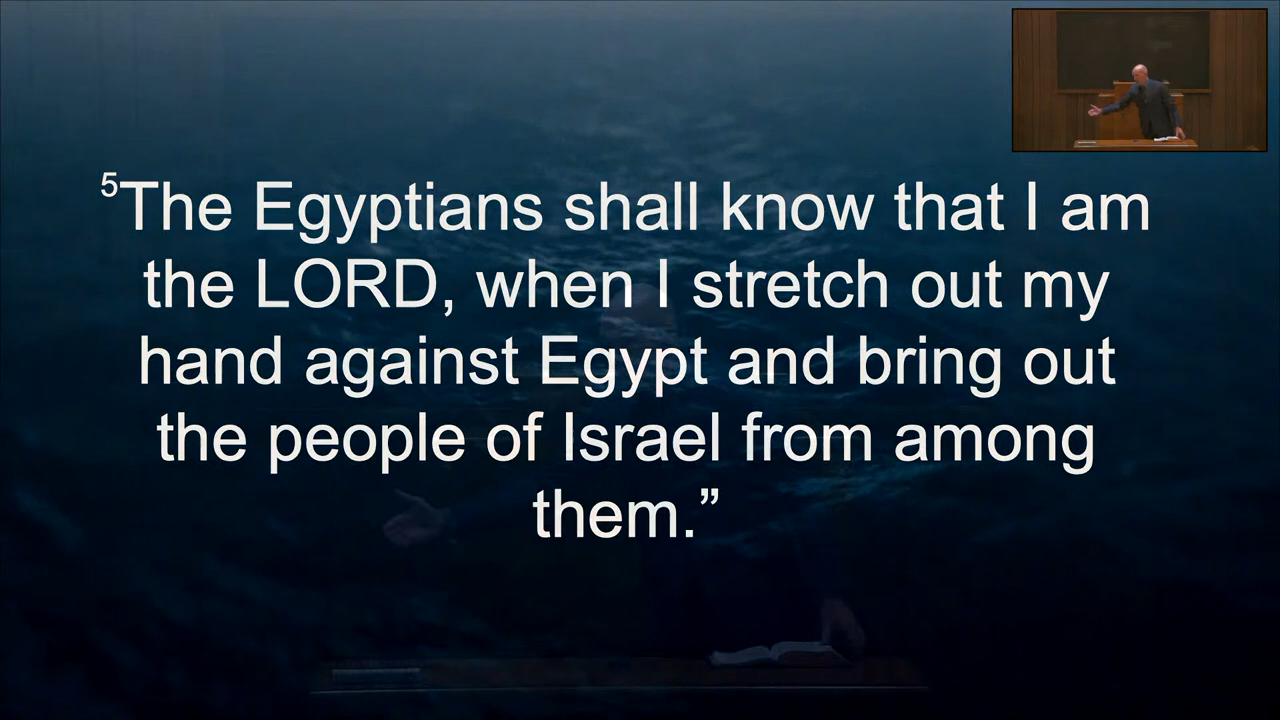 ⁵The Egyptians shall know that I am
the LORD, when I stretch out my
hand against Egypt and bring out
the people of Israel from among
them.”